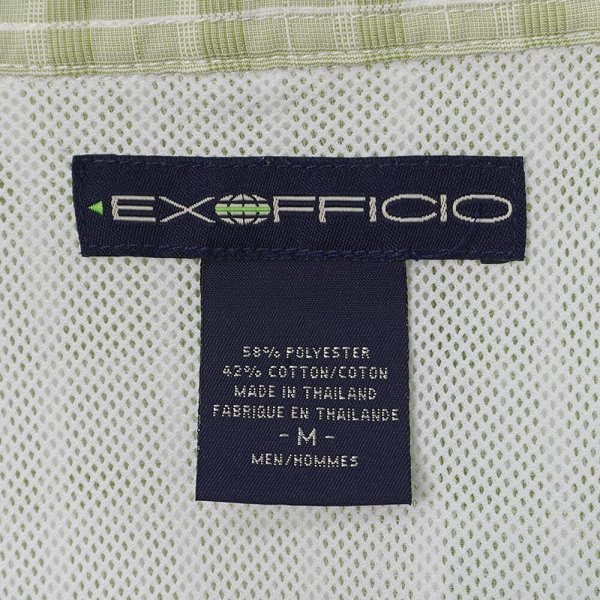 EXOFFICIO
58% POLYESTER
42% COTTON/COTON
MADE IN THAILAND
FABRIQUE EN THAILANDE
- M -
MEN/HOMMES